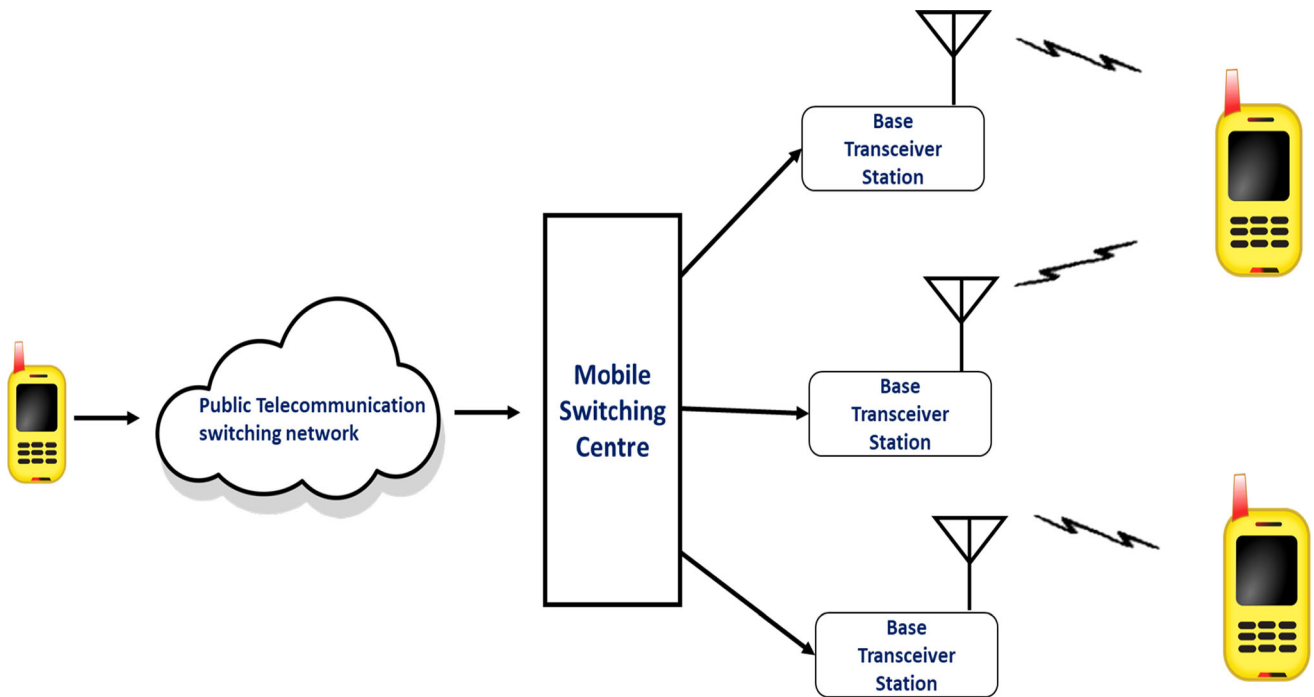 Public Telecommunication
switching network
Mobile
Switching
Centre
Base
Transceiver
Station
Base
Transceiver
Station
Base
Transceiver
Station